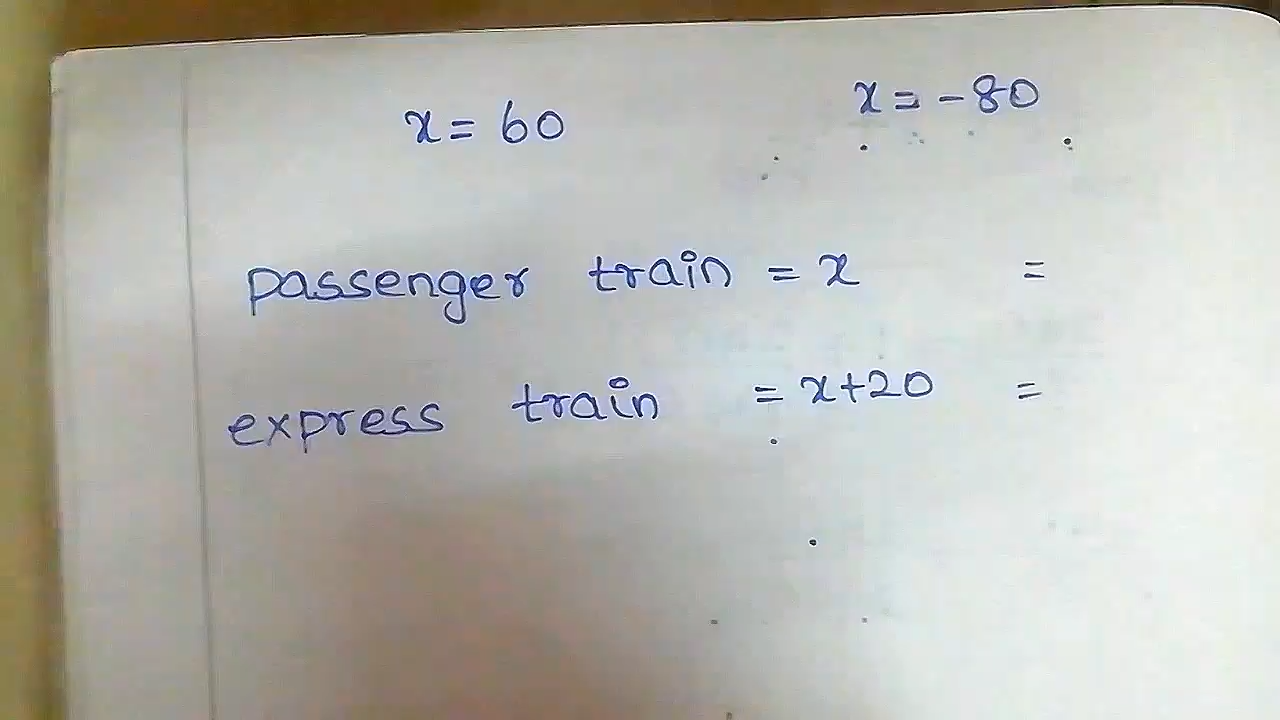 x = 60 x = -80
passenger train = x =
express train = x+20 =